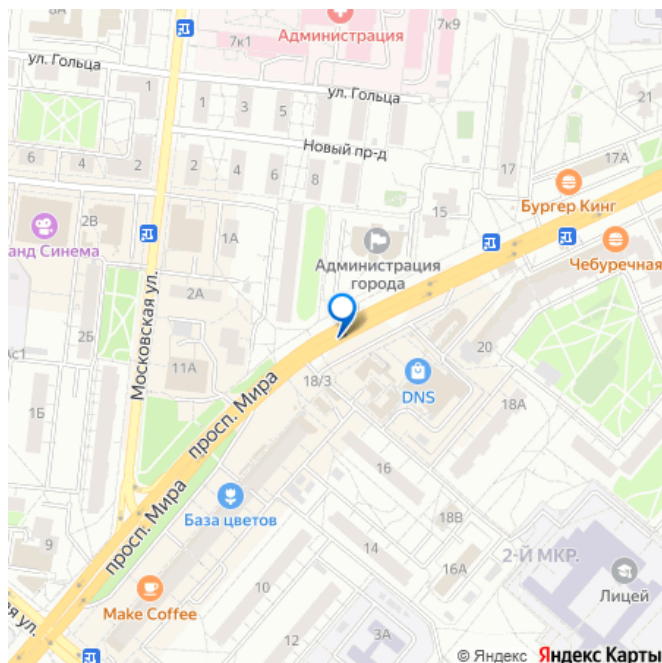 7к1
7к9
Администрация
ул. Гольца
ул. Гольца
1
1
3
5
21
Новый пр-д
17А
17
6
4
2
4
6
8
Бургер Кинг
15
2В
1А
анд Синема
Администрация
города
Чебуречная
Московская ул.
2А
2Б
11А
20
просп. Мира
18/3
DNS
18А
1Б
16
просп. Мира
База цветов
18В
9
14
2-Й МКР.
16А
Лицей
10
Make Coffee
ая ул.
12
3А
© Яндекс Яндекс Карты